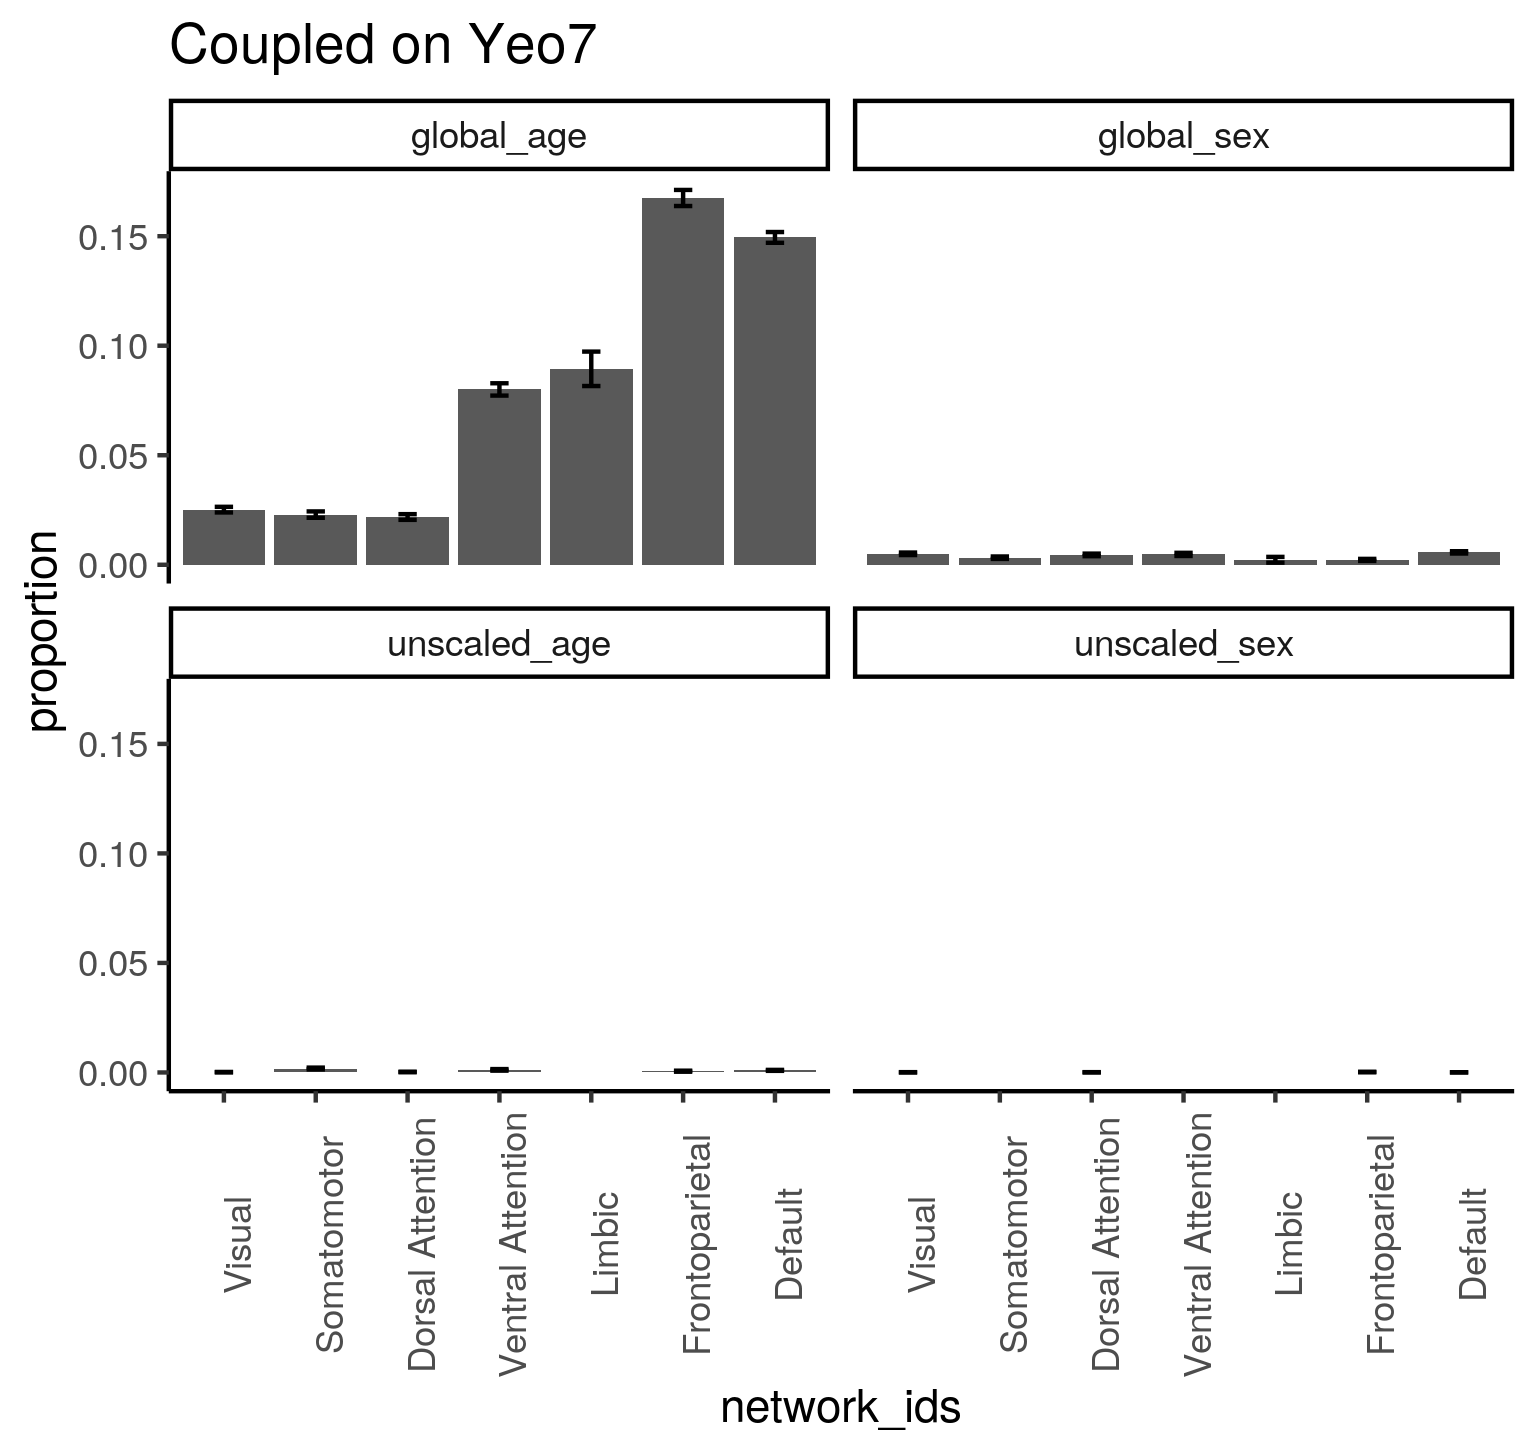 Coupled on Yeo7
global_age
global_sex
0.15
0.10
0.05
0.00
unscaled_age
unscaled_sex
0.15
0.10
0.05
0.00
proportion
Visual
Somatomotor
Dorsal Attention
Ventral Attention
Limbic
Frontoparietal
Default
Visual
Somatomotor
Dorsal Attention
Ventral Attention
Limbic
Frontoparietal
Default
network_ids